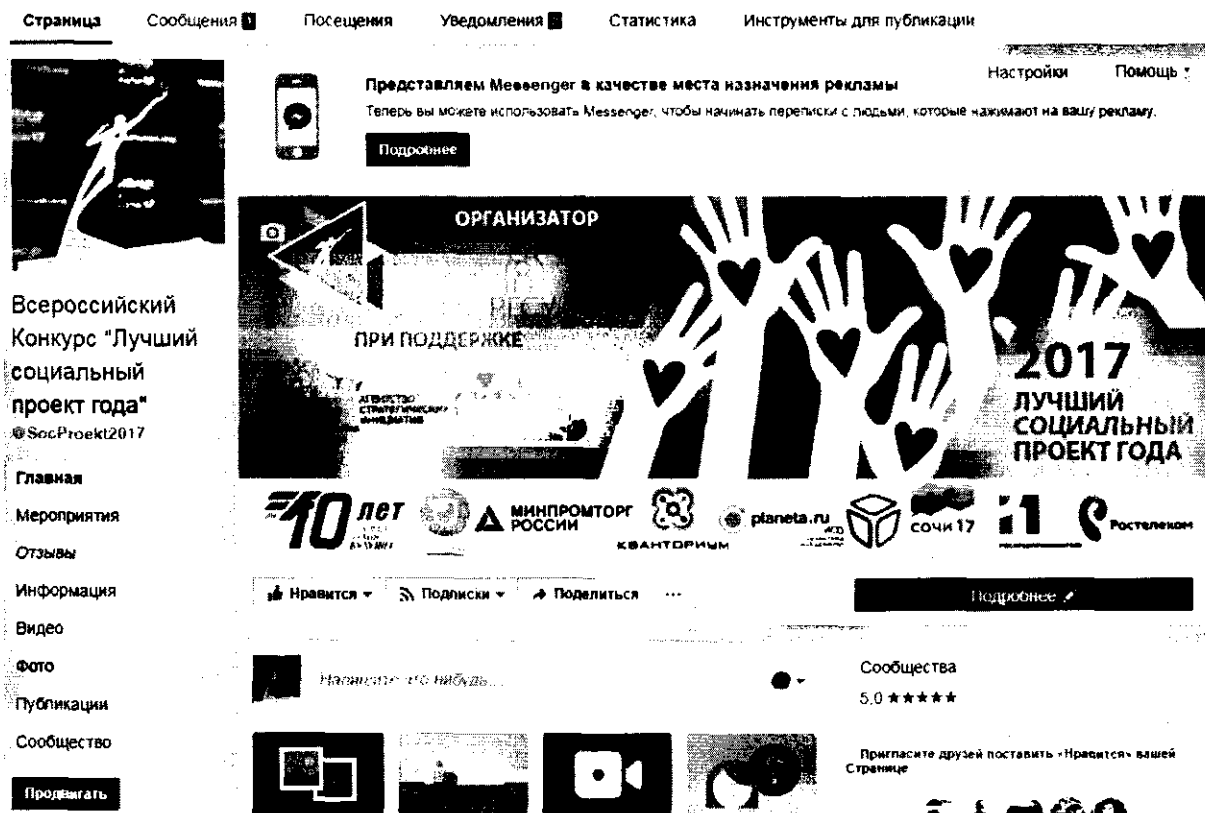 Страница Сообщения Посещения Уведомления Статистика Инструменты для публикации
Настройки Помощь
Представляем Messenger в качестве места назначения рекламы
Теперь вы можете использовать Messenger, чтобы начинать переписки с людьми, которые нажимают на вашу рекламу.
Подробнее
ОРГАНИЗАТОР
ПРИ ПОДДЕРЖКЕ
АГЕНТСТВО
СТРАТЕГИЧЕСКИХ
ИНИЦИАТИВ
2017
ЛУЧШИЙ
СОЦИАЛЬНЫЙ
ПРОЕКТ ГОДА
Всероссийский
Конкурс "Лучший
социальный
проект года"
@SocProekt2017
Главная
Мероприятия
Отзывы
Информация
Видео
Фото
Публикации
Сообщество
Продвигать
10 лет
МИНПРОМТОРГ
РОССИИ
КВАНТОРИУМ
planeta.ru
СОЧИ 17
Ростелеком
Нравится Подписки Поделиться ...
Подробнее
Напишите что-нибудь...
Сообщества
5,0 ★★★★★
Пригласите друзей поставить «Нравится» вашей
Странице